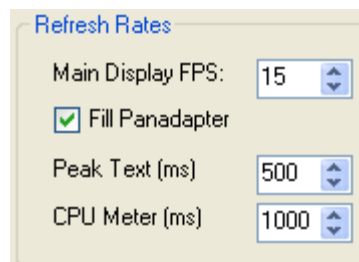 Refresh Rates
Main Display FPS: 15
Fill Panadapter
Peak Text (ms) 500
CPU Meter (ms) 1000